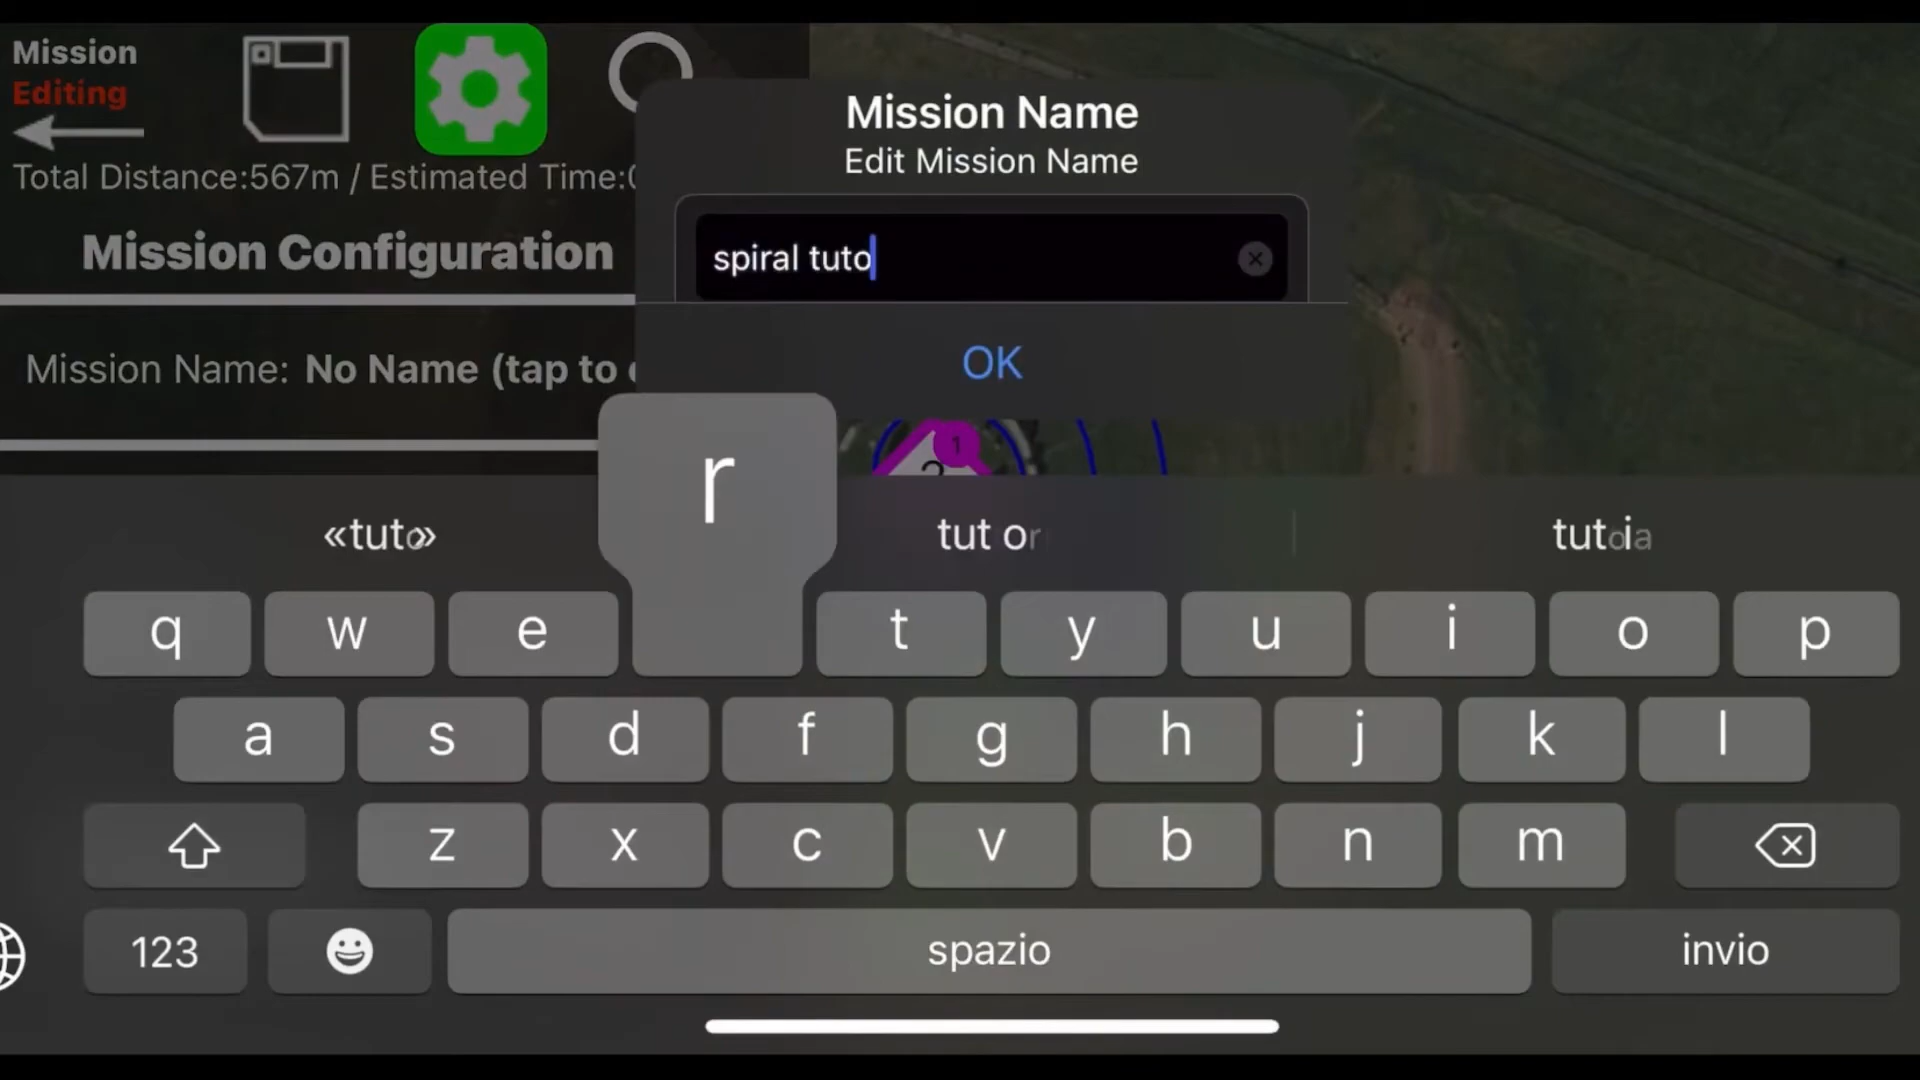 Mission
Editing
Total Distance:567m / Estimated Time:
Mission Configuration
Mission Name: No Name (tap to
Mission Name
Edit Mission Name
spiral tuto
OK
1
r
q w e t y u i o p
a s d f g h j k l
z x c v b n m
123 spazio invio